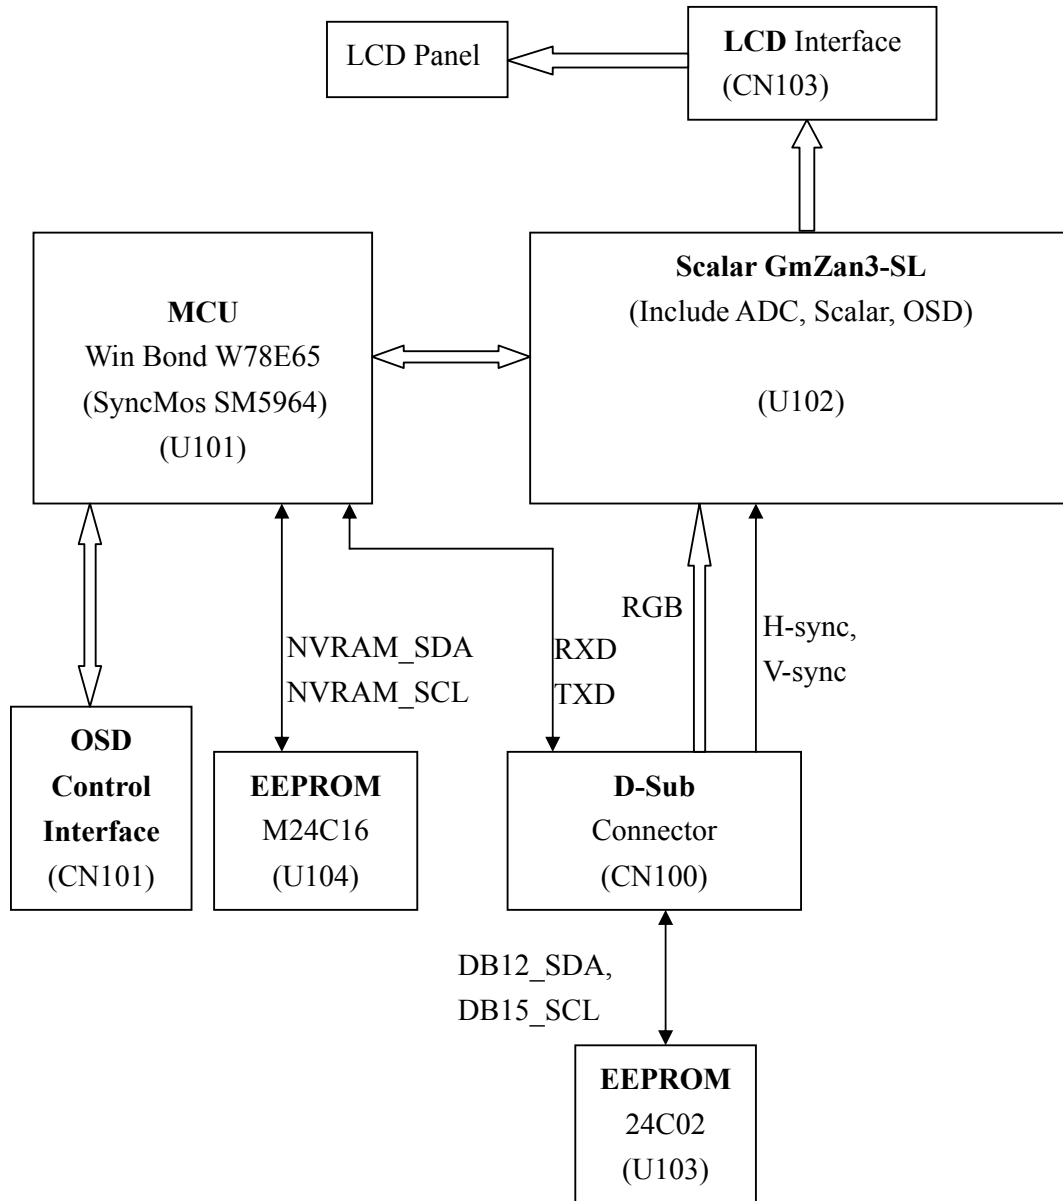 LCD Panel
LCD Interface
(CN103)
MCU
Win Bond W78E65
(SyncMos SM5964)
(U101)
Scalar GmZan3-SL
(Include ADC, Scalar, OSD)
(U102)
NVRAM_SDA
NVRAM_SCL
RXD
TXD
RGB
H-sync,
V-sync
OSD
Control
Interface
(CN101)
EEPROM
M24C16
(U104)
D-Sub
Connector
(CN100)
DB12_SDA,
DB15_SCL
EEPROM
24C02
(U103)